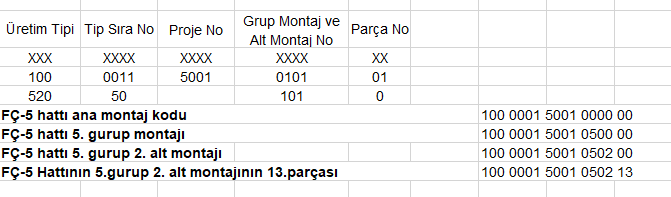 Üretim Tipi Tip Sıra No Proje No Grup Montaj ve Alt Montaj No Parça No
XXX XXXX XXXX XXXX XX
100 0011 5001 0101 01
520 50 101 0
FÇ-5 hattı ana montaj kodu 100 0001 5001 0000 00
FÇ-5 hattı 5. gurup montajı 100 0001 5001 0500 00
FÇ-5 hattı 5. gurup 2. alt montajı 100 0001 5001 0502 00
FÇ-5 Hattının 5.gurup 2. alt montajının 13.parçası 100 0001 5001 0502 13